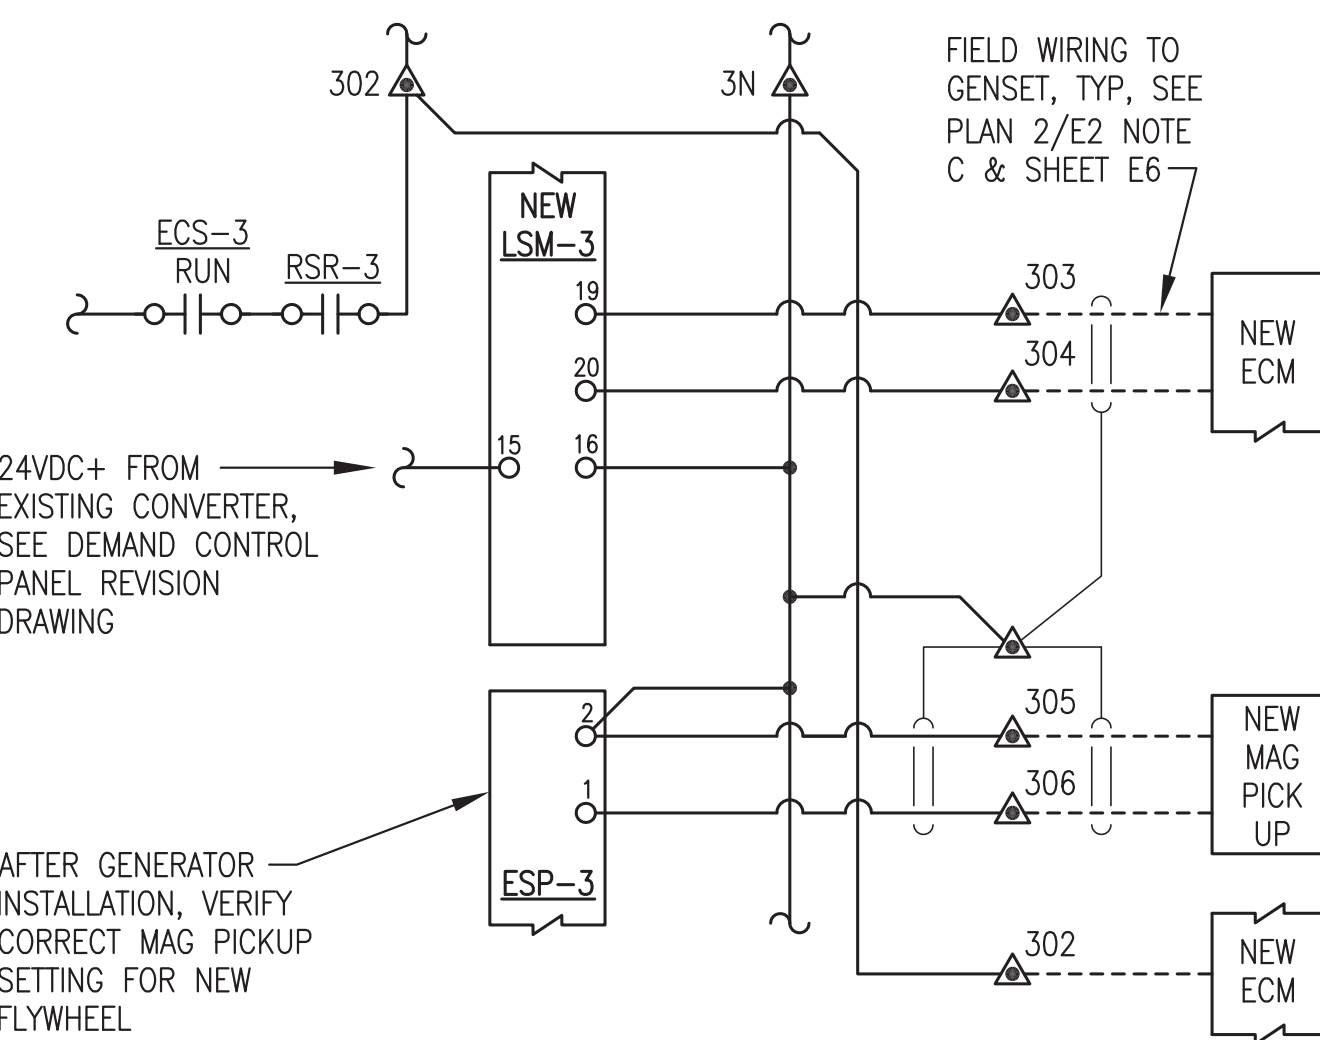 302
3N
FIELD WIRING TO
GENSET, TYP, SEE
PLAN 2/E2 NOTE
C & SHEET E6
NEW
LSM-3
ECS-3
RUN
RSR-3
19
20
15
16
303
304
NEW
ECM
24VDC+ FROM
EXISTING CONVERTER,
SEE DEMAND CONTROL
PANEL REVISION
DRAWING
2
1
ESP-3
305
306
NEW
MAG
PICK
UP
AFTER GENERATOR
INSTALLATION, VERIFY
CORRECT MAG PICKUP
SETTING FOR NEW
FLYWHEEL
302
NEW
ECM